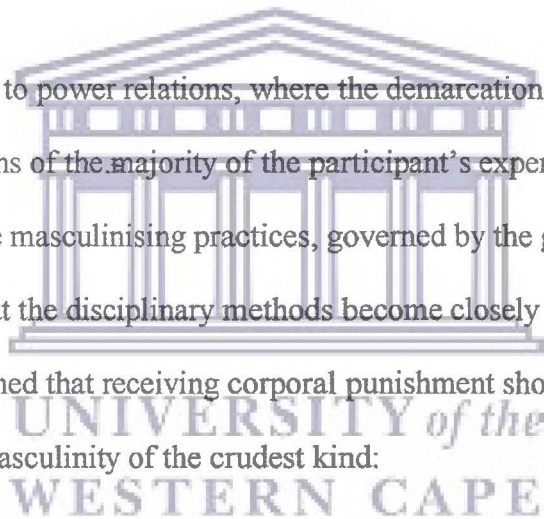 to power relations, where the demarcation
ns of the majority of the participant's exper
e masculinising practices, governed by the g
at the disciplinary methods become closely
ned that receiving corporal punishment sho
UNIVERSITY of the
asculinity of the crudest kind:
WESTERN CAPE